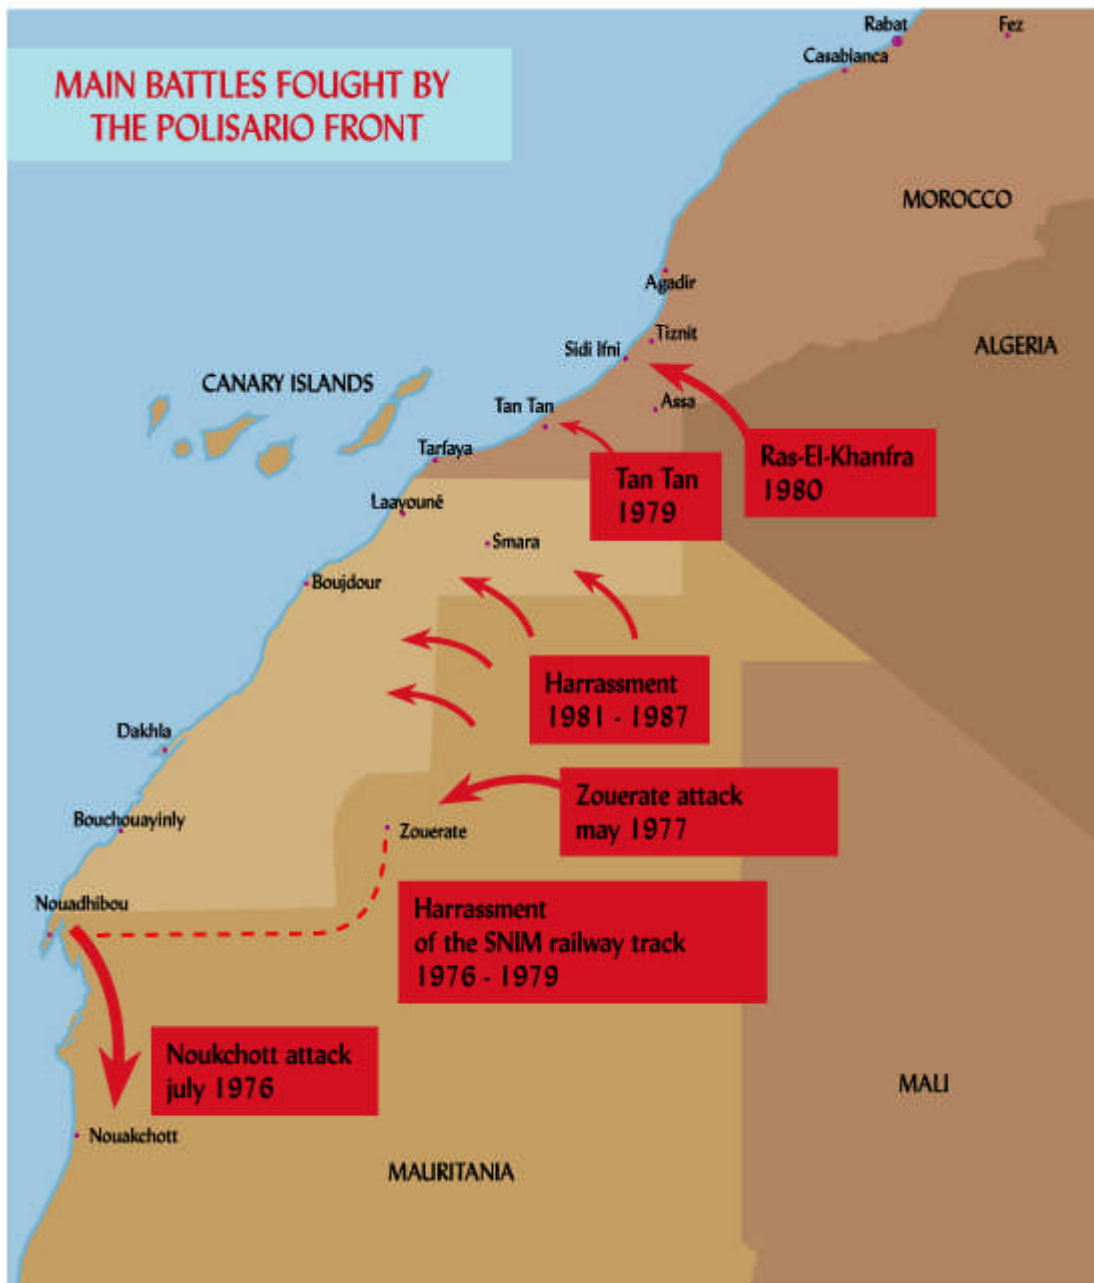 MAIN BATTLES FOUGHT BY
THE POLISARIO FRONT
Rabat
Fez
Casabianca
MOROCCO
Agadir
Tiznit
ALGERIA
Sidi Ifni
CANARY ISLANDS
Assa
Tan Tan
Tarfaya
Ras-El-Khanfra
1980
Tan Tan
1979
Laayouné
Smara
Boujdour
Harrassment
1981 - 1987
Dakhla
Zouerate attack
may 1977
Bouchouayinly
Zouerate
Nouadhibou
Harrassment
of the SNIM railway track
1976 - 1979
Noukchott attack
july 1976
MALI
Nouakchott
MAURITANIA